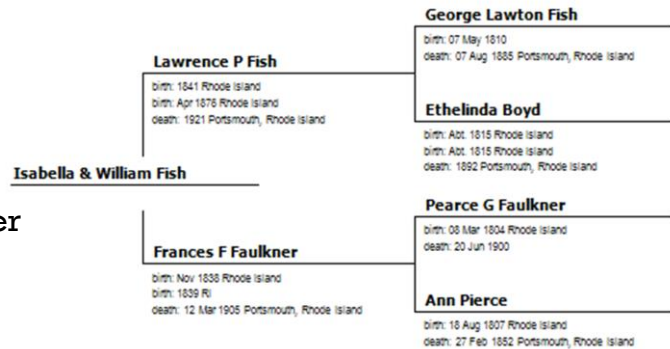 George Lawton Fish
birth: 07 May 1810
death: 07 Aug 1885 Portsmouth, Rhode Island
Lawrence P Fish
birth: 1841 Rhode Island
birth: Apr 1876 Rhode Island
death: 1921 Portsmouth, Rhode Island
Ethelinda Boyd
birth: Abt. 1815 Rhode Island
birth: Abt. 1815 Rhode Island
death: 1892 Portsmouth, Rhode Island
Isabella & William Fish
er
Pearce G Faulkner
birth: 08 Mar 1804 Rhode Island
death: 20 Jun 1900
Frances F Faulkner
birth: Nov 1838 Rhode Island
birth: 1839 RI
death: 12 Mar 1905 Portsmouth, Rhode Island
Ann Pierce
birth: 18 Aug 1807 Rhode Island
death: 27 Feb 1852 Portsmouth, Rhode Island